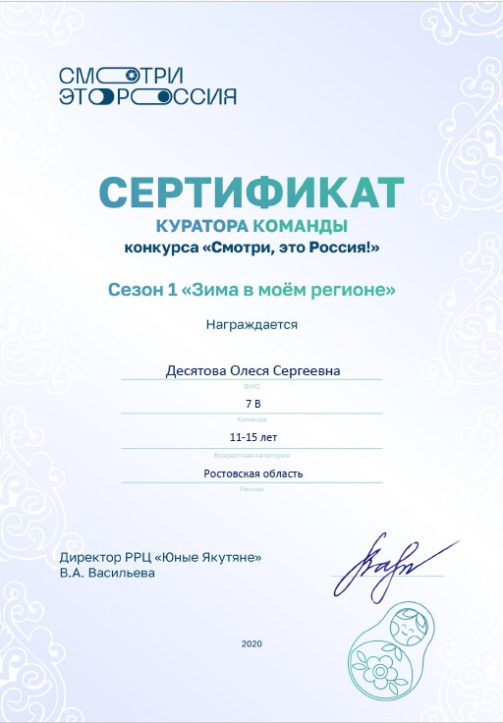 СМОТРИ
ЭТО РОССИЯ
СЕРТИФИКАТ
КУРАТОРА КОМАНДЫ
конкурса «Смотри, это Россия!»
Сезон 1 «Зима в моём регионе»
Награждается
Десятова Олеся Сергеевна
ФИО
7 В
Команда
11-15 лет
Возрастная категория
Ростовская область
Регион
Директор РРЦ «Юные Якутяне»
В.А. Васильева
2020